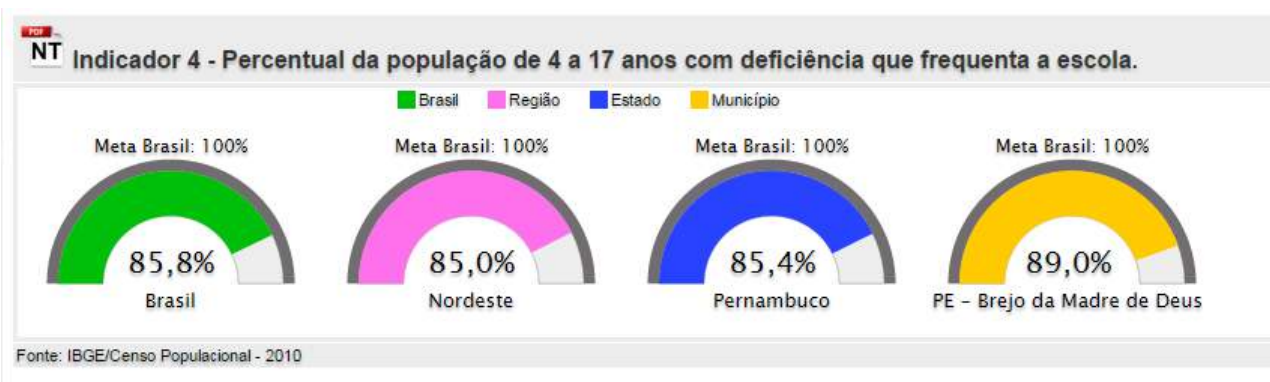 PDF
NT
Indicador 4 - Percentual da população de 4 a 17 anos com deficiência que frequenta a escola.
Brasil Região Estado Município
Meta Brasil: 100% Meta Brasil: 100% Meta Brasil: 100% Meta Brasil: 100%
85,8% 85,0% 85,4% 89,0%
Brasil Nordeste Pernambuco PE - Brejo da Madre de Deus
Fonte: IBGE/Censo Populacional - 2010